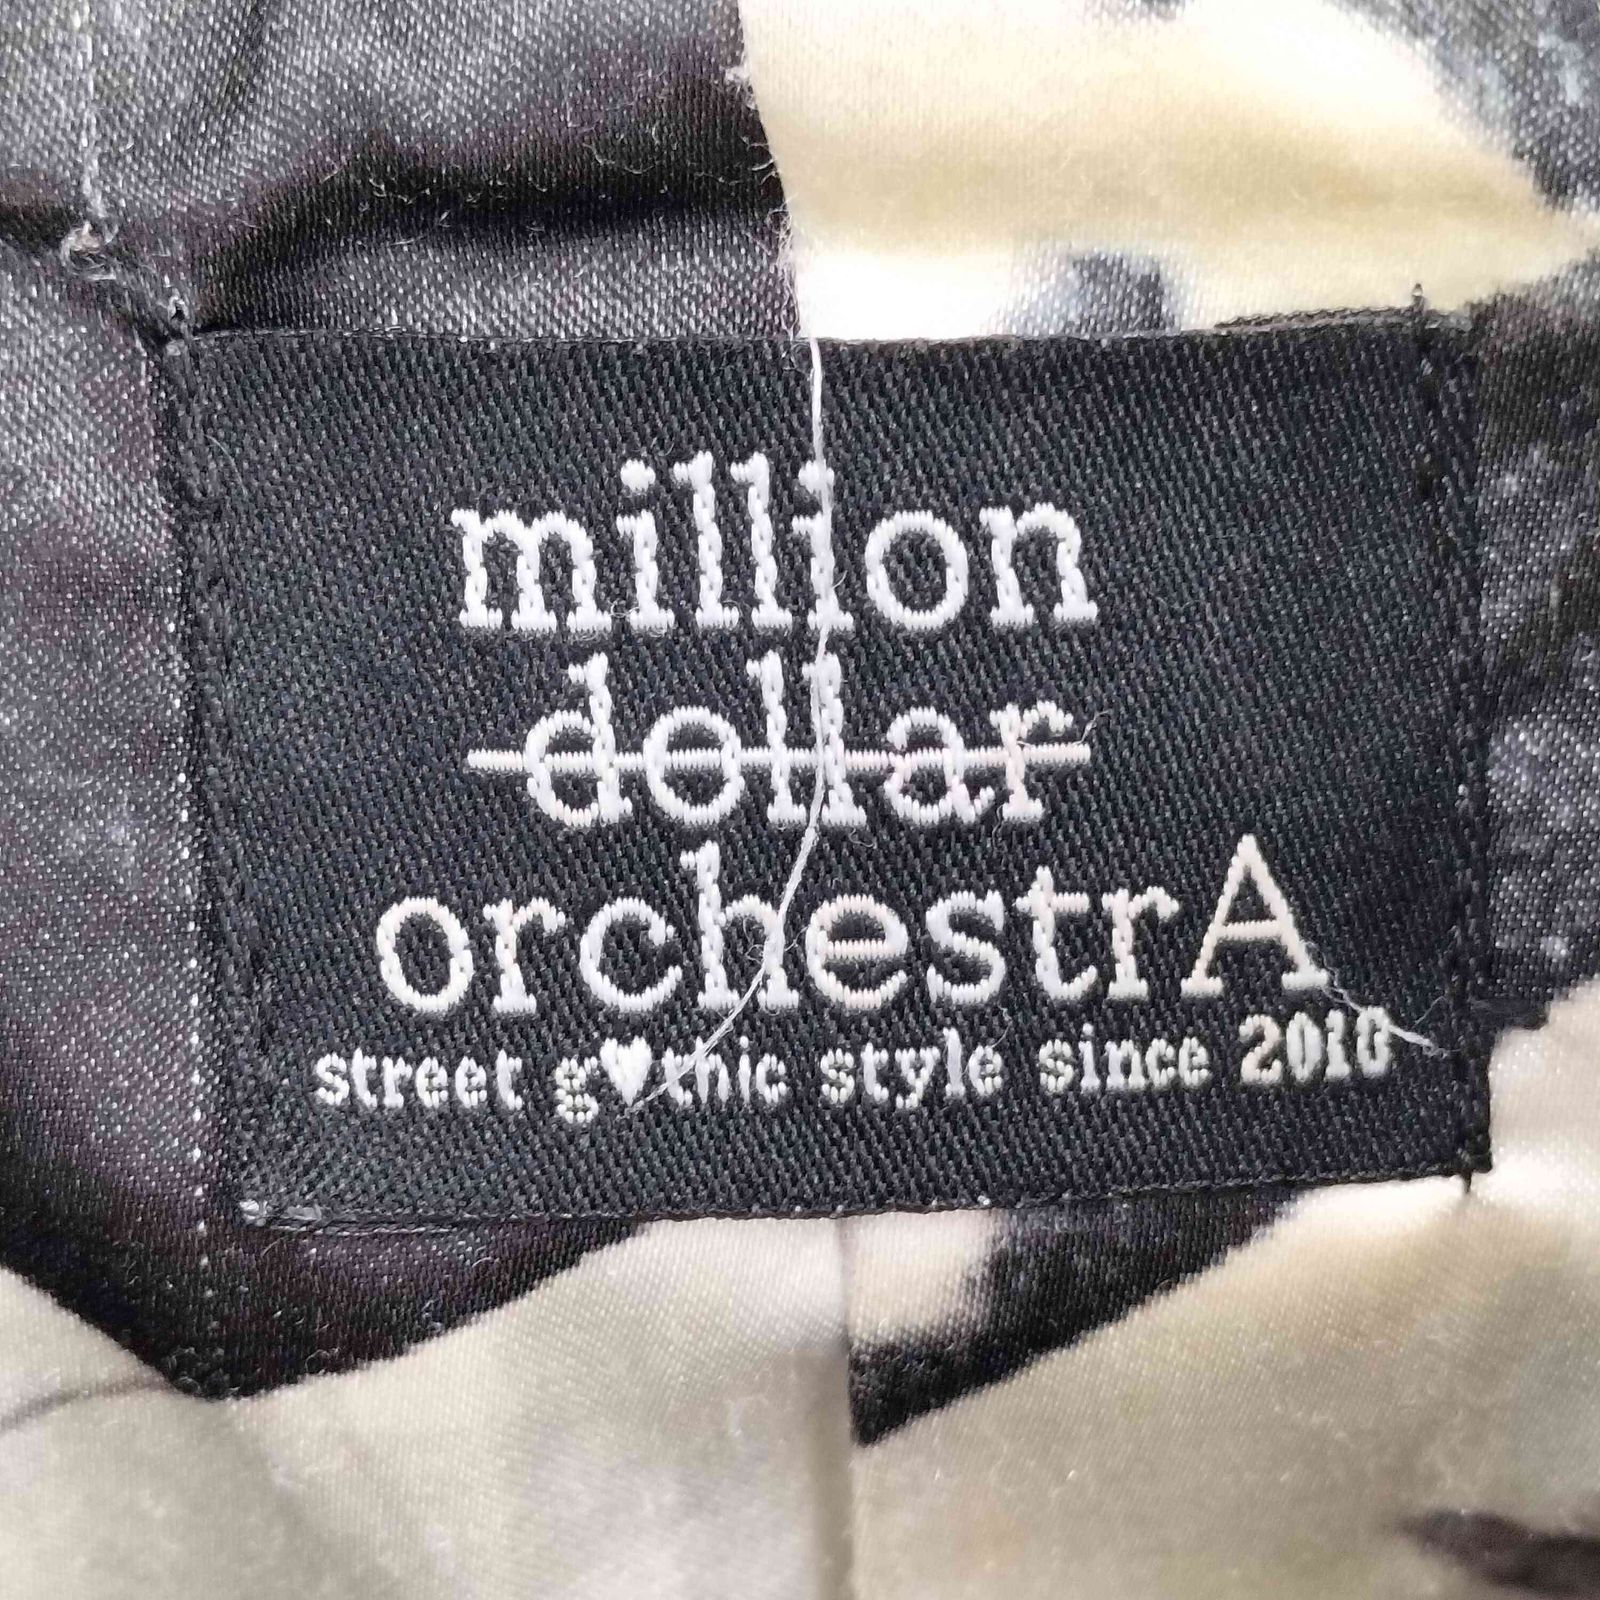 million
dollar
orchestrA
street g♥thic style since 2010